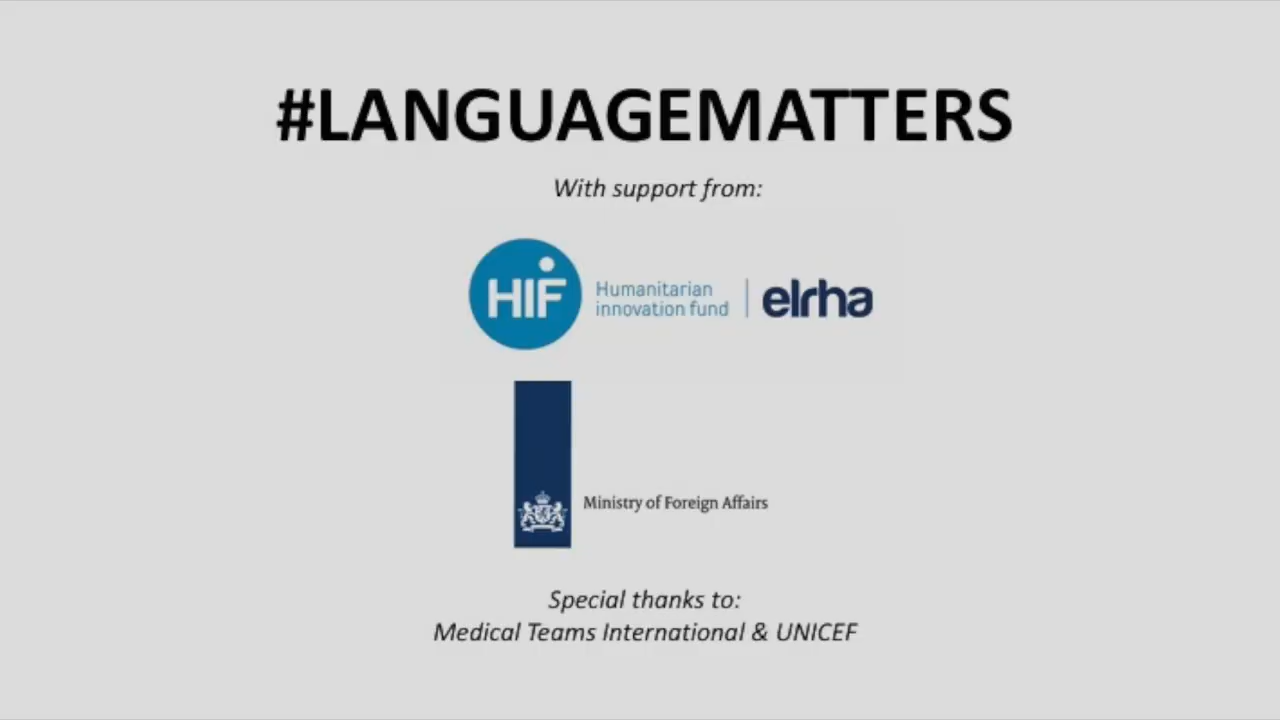 #LANGUAGEMATTERS
With support from:
HIF
Humanitarian
innovation fund
elrha
Ministry of Foreign Affairs
Special thanks to:
Medical Teams International & UNICEF